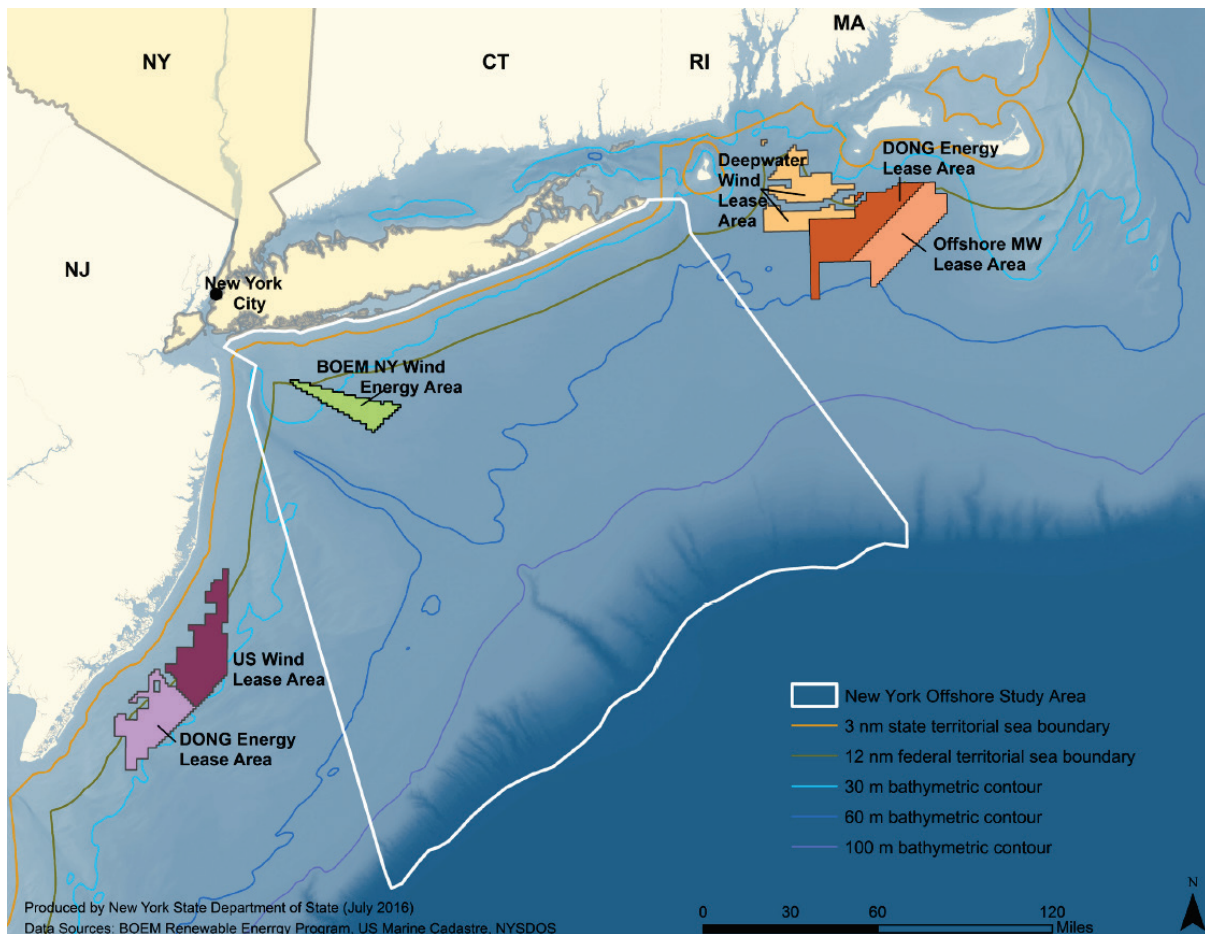 NY
CT
RI
MA
NJ
New York
City
Deepwater
Wind
Lease
Area
DONG Energy
Lease Area
Offshore MW
Lease Area
BOEM NY Wind
Energy Area
US Wind
Lease Area
DONG Energy
Lease Area
New York Offshore Study Area
3 nm state territorial sea boundary
12 nm federal territorial sea boundary
30 m bathymetric contour
60 m bathymetric contour
100 m bathymetric contour
N
Produced by New York State Department of State (July 2016)
Data Sources: BOEM Renewable Energy Program, US Marine Cadastre, NYSDOS
0 30 60 120
Miles